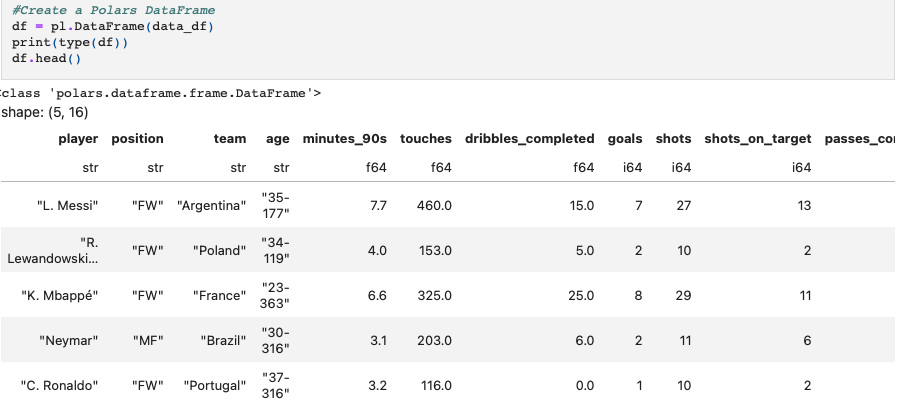 #Create a Polars DataFrame
df = pl.DataFrame(data_df)
print(type(df))
df.head()
class 'polars.dataframe.frame.DataFrame'>
shape: (5, 16)
player position team age minutes_90s touches dribbles_completed goals shots shots_on_target
str str str str f64 f64 f64 i64 i64 i64
"L. Messi" "FW" "Argentina" "35-177" 7.7 460.0 15.0 7 27 13
"R. Lewandowski... "FW" "Poland" "34-119" 4.0 153.0 5.0 2 10 2
"K. Mbappé" "FW" "France" "23-363" 6.6 325.0 25.0 8 29 11
"Neymar" "MF" "Brazil" "30-316" 3.1 203.0 6.0 2 11 6
"C. Ronaldo" "FW" "Portugal" "37-316" 3.2 116.0 0.0 1 10 2